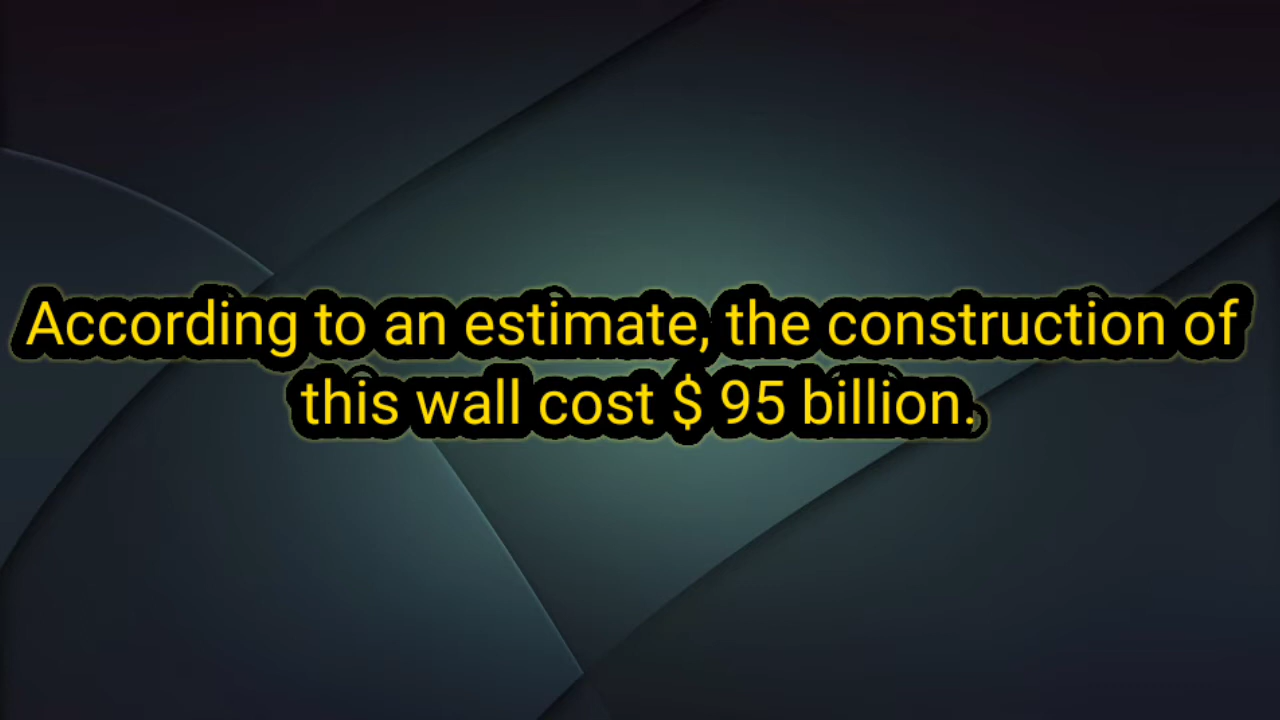 According to an estimate, the construction of
this wall cost $ 95 billion.